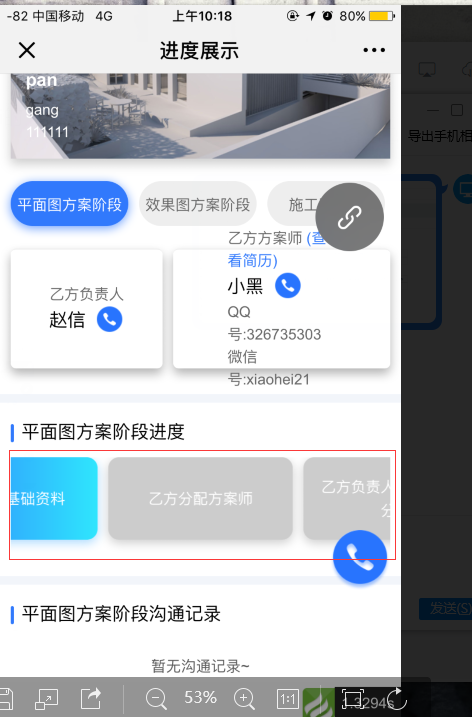 -82 中国移动 4G 上午10:18 80%
进度展示
导出手机相
pan
gang
111111
平面图方案阶段 效果图方案阶段 施工
乙方方案师 (查
看简历)
乙方负责人
赵信
小黑
QQ
号:326735303
微信
号:xiaohei21
平面图方案阶段进度
基础资料 乙方分配方案师 乙方负责人
分
发送(S)
平面图方案阶段沟通记录
暂无沟通记录~
53% 1:1 1.3294s